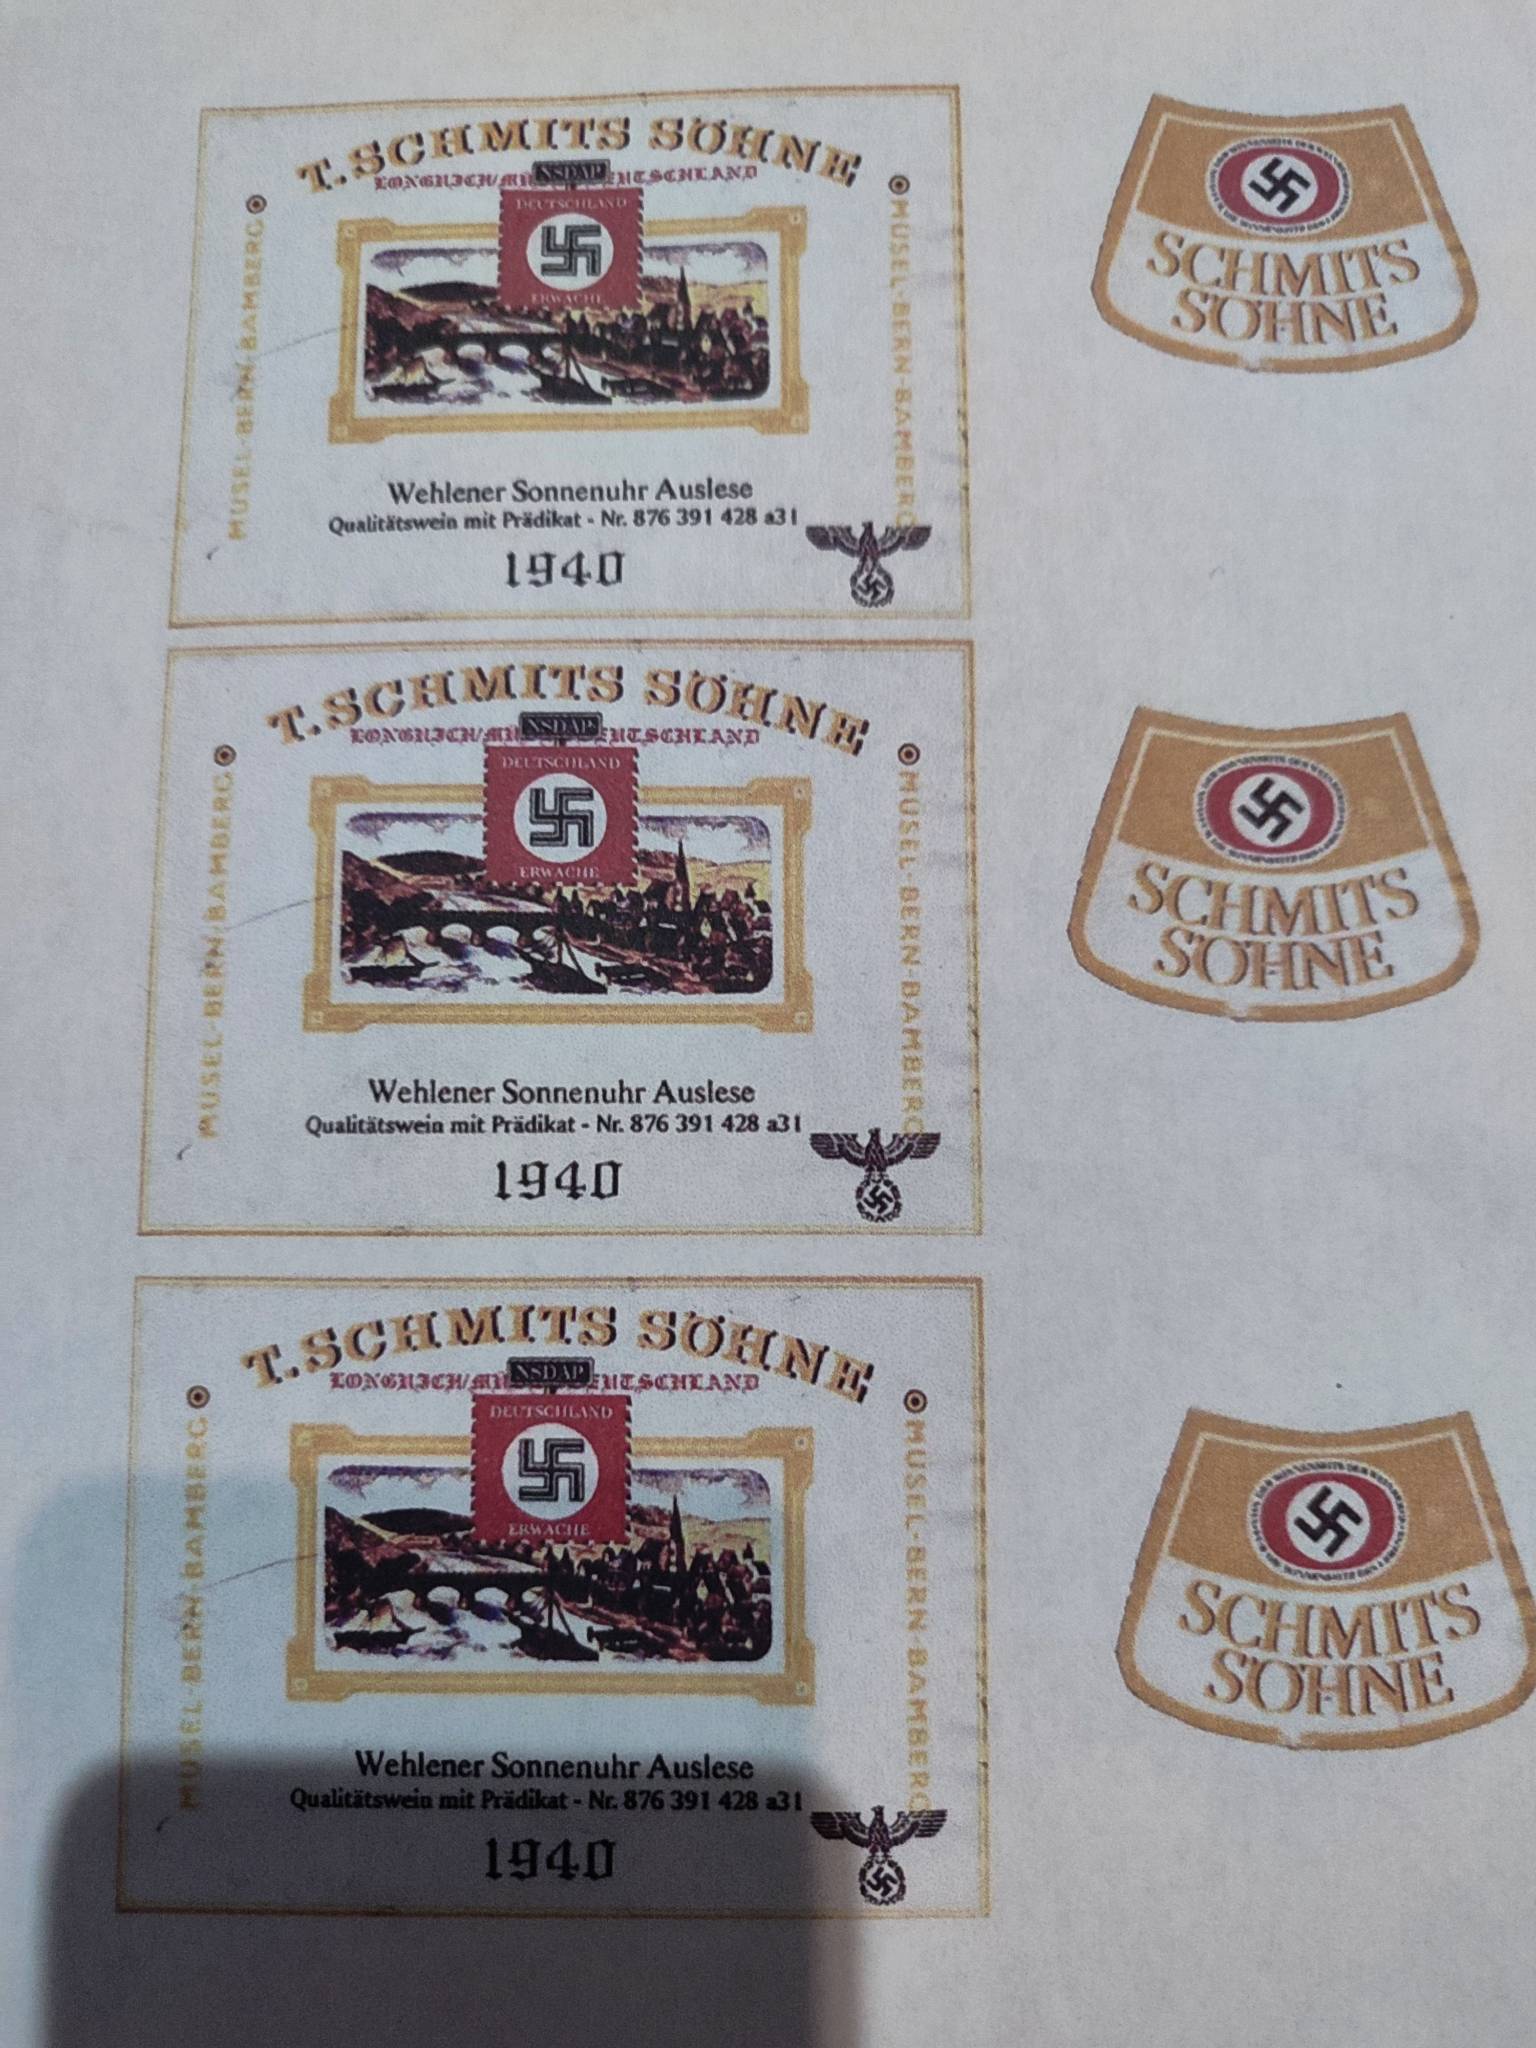 T. SCHMITS SÖHNE
NSDAP
DEUTSCHLAND
DEUTSCHLAND
ERWACHE
MUSEL-BERN-BAMBERG
MUSEL-BERN-BAMBERG
Wehlener Sonnenuhr Auslese
Qualitätswein mit Prädikat - Nr. 876 391 428 a31
1940
SCHMITS
SÖHNE
T. SCHMITS SÖHNE
NSDAP
DEUTSCHLAND
DEUTSCHLAND
ERWACHE
MUSEL-BERN-BAMBERG
MUSEL-BERN-BAMBERG
Wehlener Sonnenuhr Auslese
Qualitätswein mit Prädikat - Nr. 876 391 428 a31
1940
SCHMITS
SÖHNE
T. SCHMITS SÖHNE
NSDAP
DEUTSCHLAND
DEUTSCHLAND
ERWACHE
MUSEL-BERN-BAMBERG
MUSEL-BERN-BAMBERG
Wehlener Sonnenuhr Auslese
Qualitätswein mit Prädikat - Nr. 876 391 428 a31
1940
SCHMITS
SÖHNE